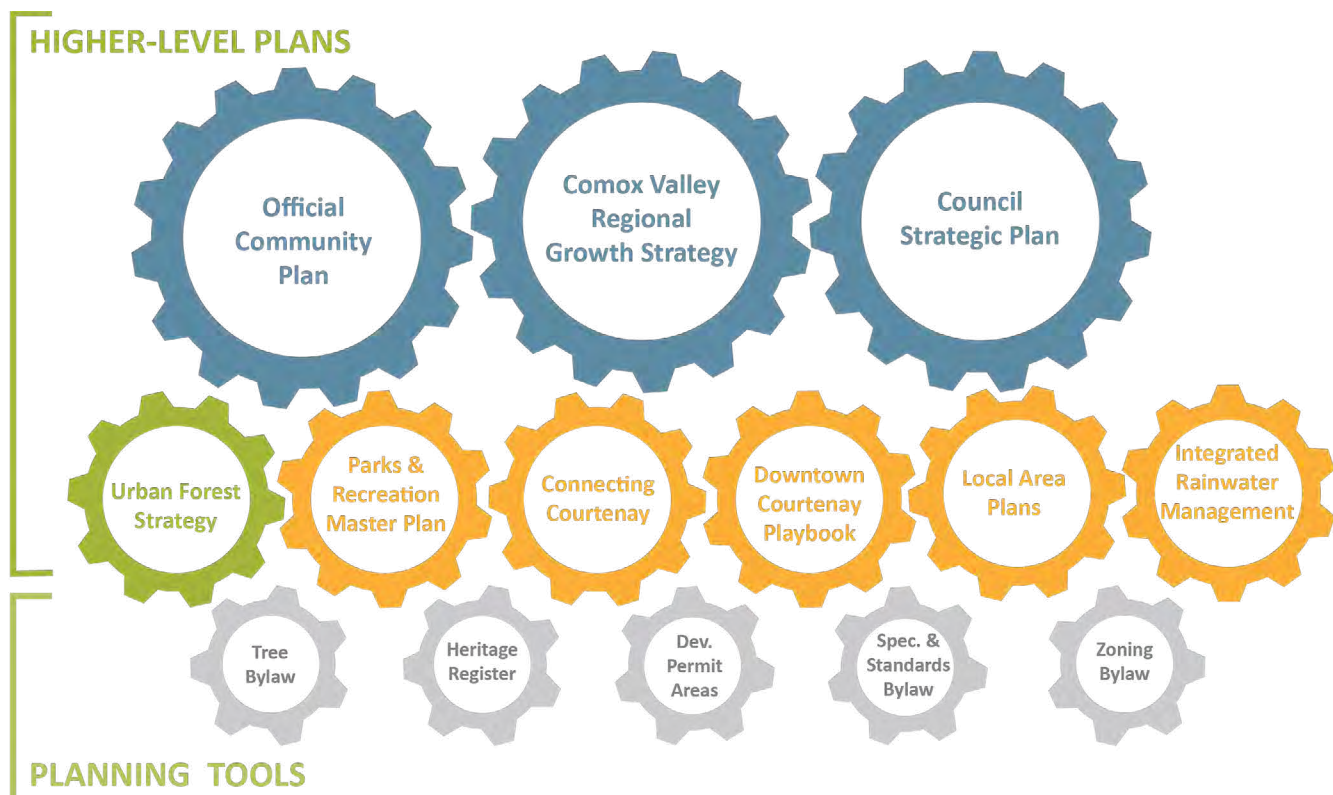 HIGHER-LEVEL PLANS
Official
Community
Plan
Comox Valley
Regional
Growth Strategy
Council
Strategic Plan
Urban Forest
Strategy
Parks &
Recreation
Master Plan
Connecting
Courtenay
Downtown
Courtenay
Playbook
Local Area
Plans
Integrated
Rainwater
Management
Tree
Bylaw
Heritage
Register
Dev.
Permit
Areas
Spec. &
Standards
Bylaw
Zoning
Bylaw
PLANNING TOOLS